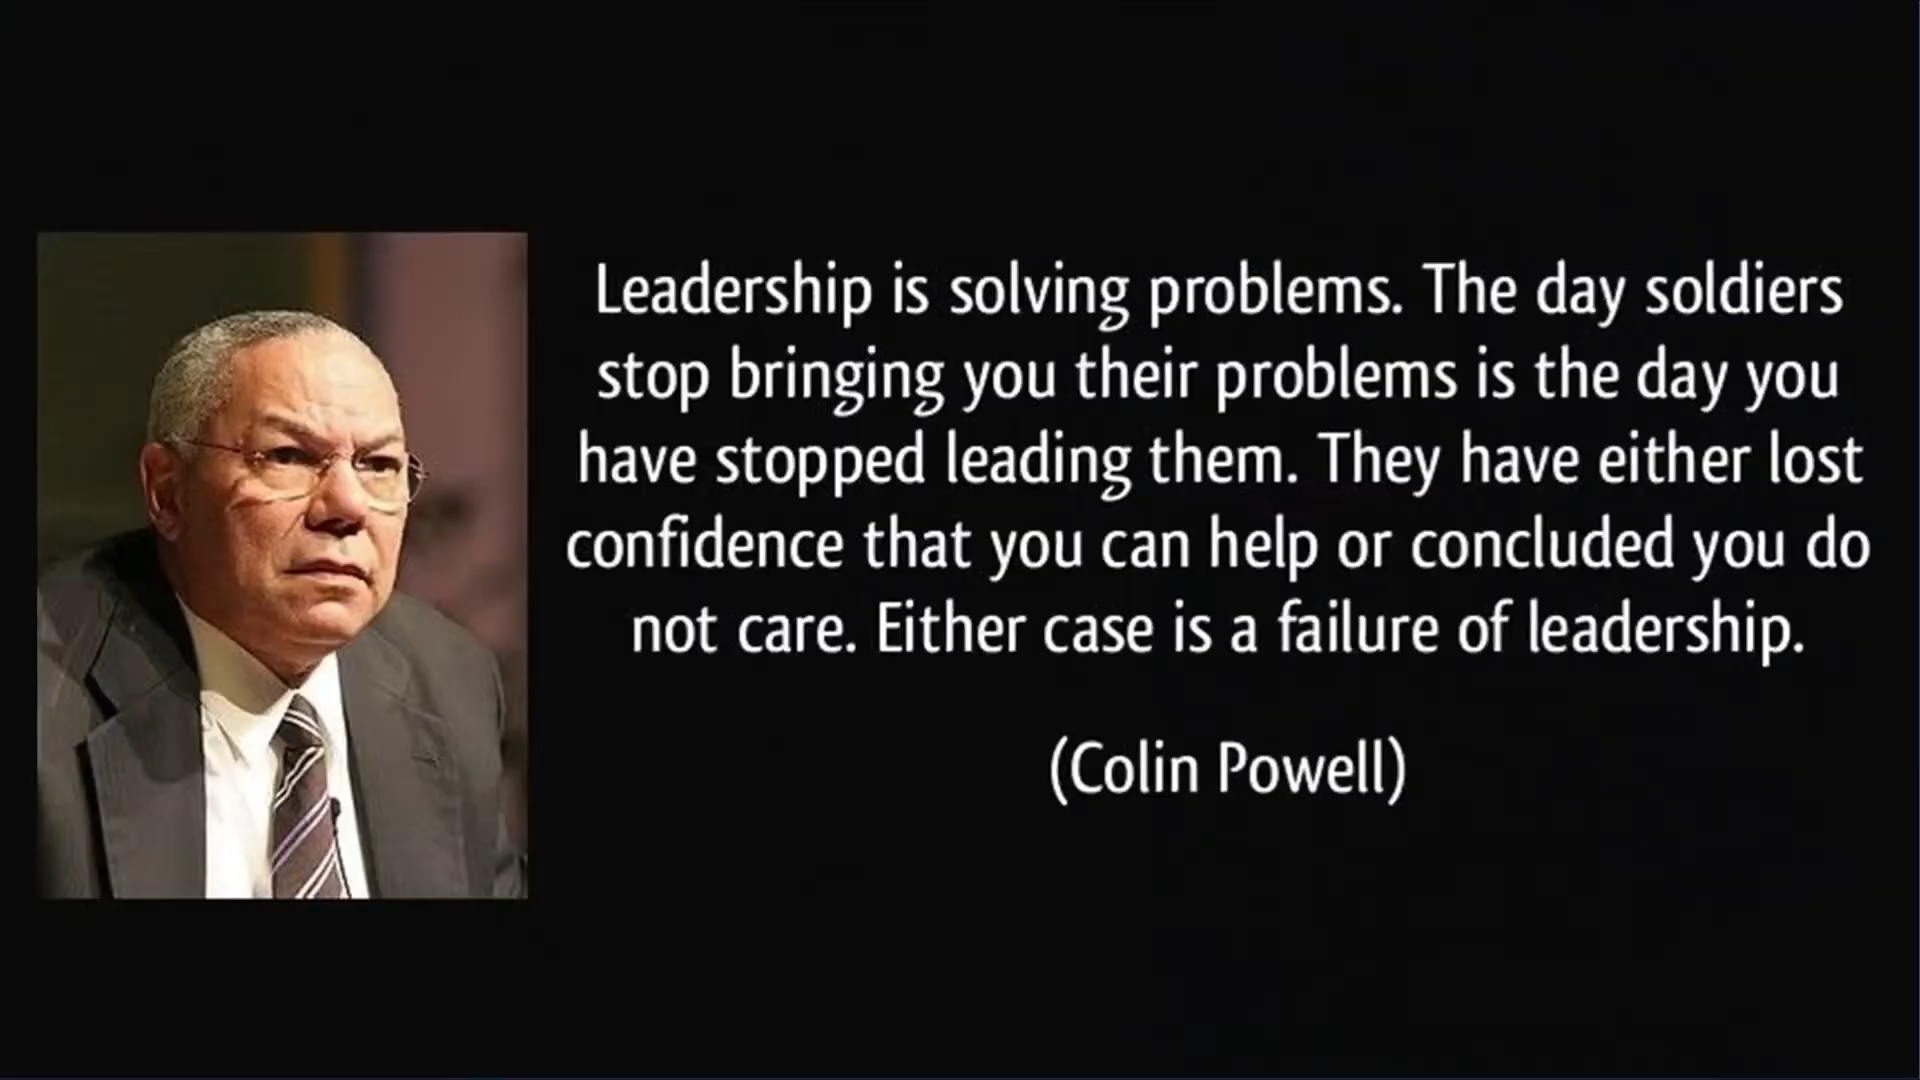 Leadership is solving problems. The day soldiers
stop bringing you their problems is the day you
have stopped leading them. They have either lost
confidence that you can help or concluded you do
not care. Either case is a failure of leadership.
(Colin Powell)